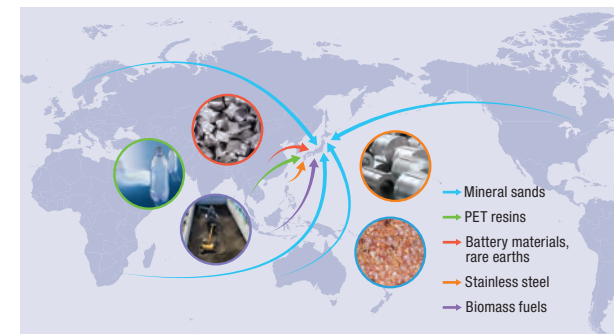 Mineral sands
PET resins
Battery materials,
rare earths
Stainless steel
Biomass fuels